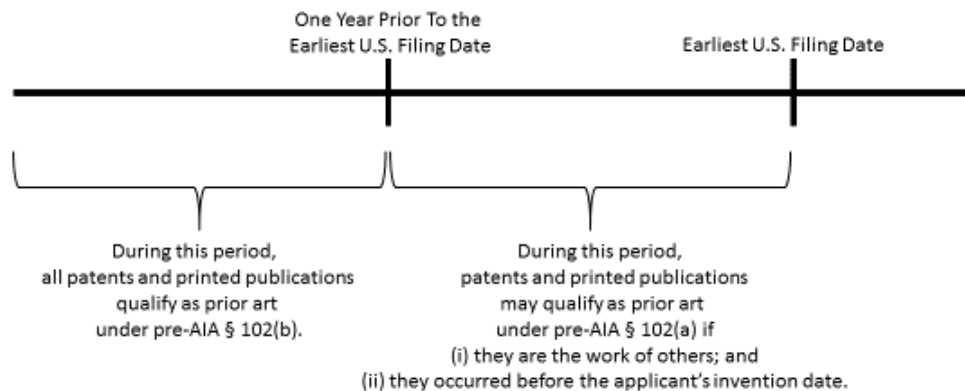 One Year Prior To the
Earliest U.S. Filing Date
Earliest U.S. Filing Date
During this period,
all patents and printed publications
qualify as prior art
under pre-AIA § 102(b).
During this period,
patents and printed publications
may qualify as prior art
under pre-AIA § 102(a) if
(i) they are the work of others; and
(ii) they occurred before the applicant's invention date.